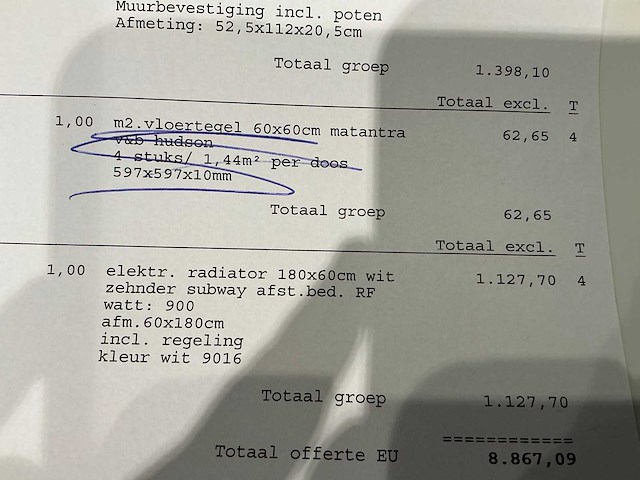 Muurbevestiging incl. poten
Afmeting: 52,5x112x20,5cm
Totaal groep 1.398,10
Totaal excl. T
1,00 m2.vloertegel 60x60cm matantra 62,65 4
v&b hudson
4 stuks/ 1,44m² per doos
597x597x10mm
Totaal groep 62,65
Totaal excl. T
1,00 elektr. radiator 180x60cm wit 1.127,70 4
zehnder subway afst.bed. RF
watt: 900
afm.60x180cm
incl. regeling
kleur wit 9016
Totaal groep 1.127,70
============
Totaal offerte EU 8.867,09